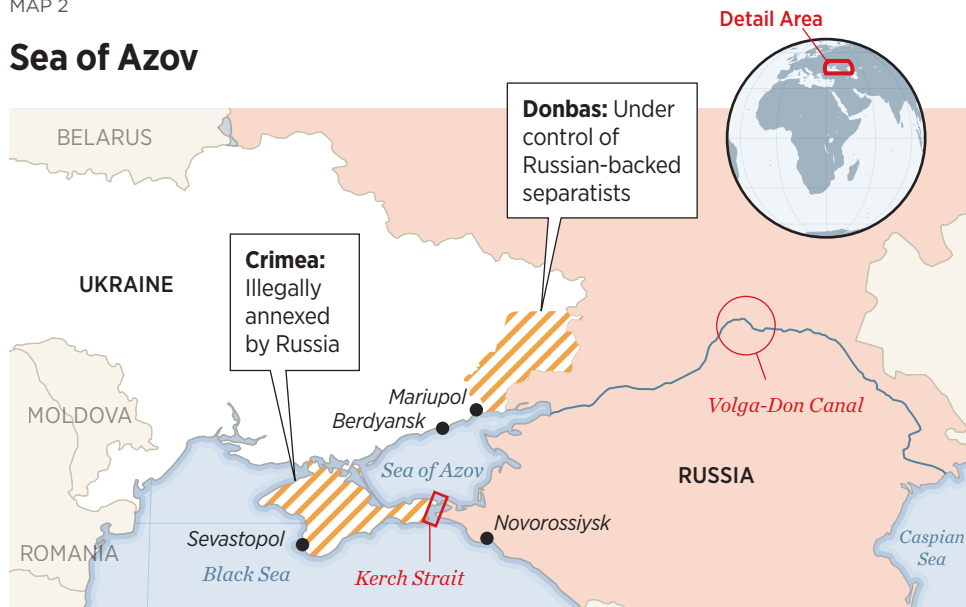 MAP 2
Sea of Azov
Detail Area
BELARUS
Donbas: Under
control of
Russian-backed
separatists
UKRAINE
Crimea:
Illegally
annexed
by Russia
MOLDOVA
Mariupol
Berdyansk
Volga-Don Canal
Sea of Azov
RUSSIA
Novorossiysk
Sevastopol
ROMANIA
Black Sea
Kerch Strait
Caspian
Sea